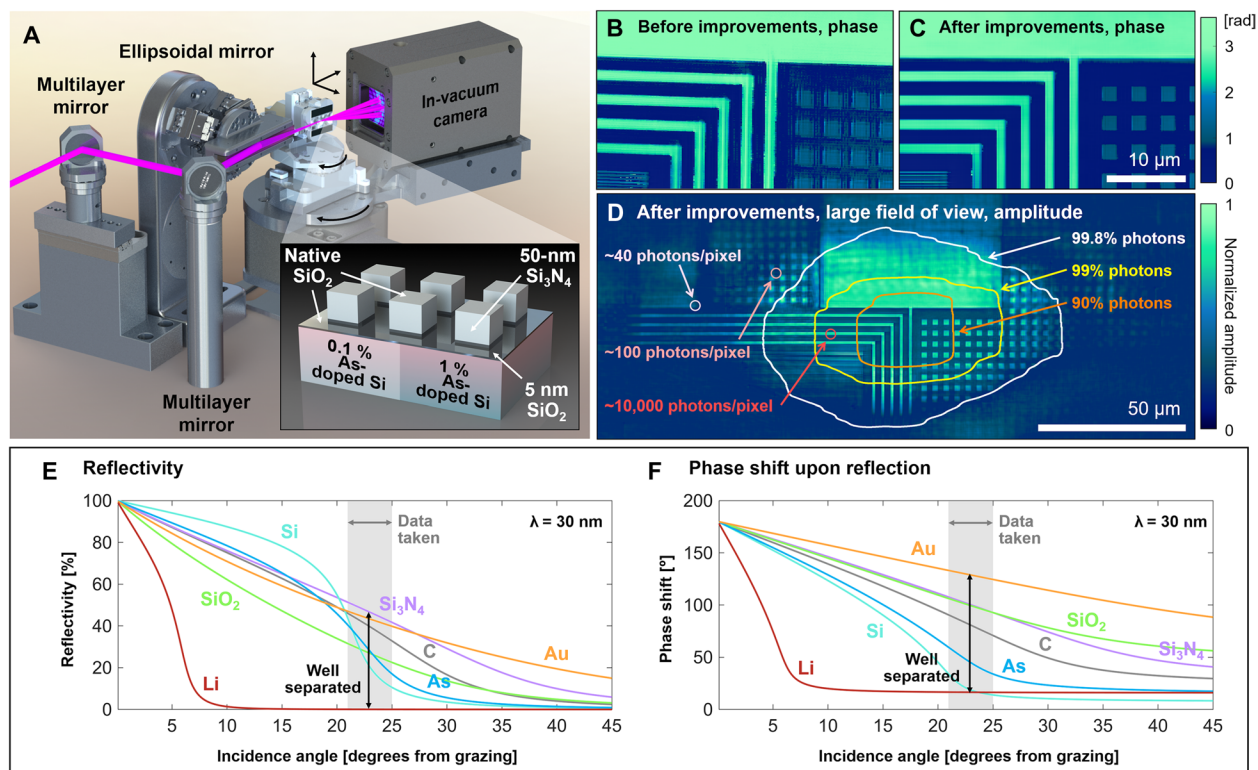 A
Ellipsoidal mirror
Multilayer
mirror
In-vacuum
camera
Multilayer
mirror
Native
SiO₂
50-nm
Si₃N₄
0.1 %
As-
doped Si
1 %
As-
doped Si
5 nm
SiO₂
B Before improvements, phase
C After improvements, phase
10 µm
[rad]
3
2
1
0
D After improvements, large field of view, amplitude
~40 photons/pixel
~100 photons/pixel
~10,000 photons/pixel
99.8% photons
99% photons
90% photons
50 µm
1
0
Normalized amplitude
E Reflectivity
100
80
60
40
20
0
Reflectivity [%]
Si
SiO₂
Li
Data
taken
λ = 30 nm
Si₃N₄
C
Au
As
Well
separated
5 10 15 20 25 30 35 40 45
Incidence angle [degrees from grazing]
F Phase shift upon reflection
200
150
100
50
0
Phase shift [º]
Au
Data
taken
λ = 30 nm
SiO₂
C
Si₃N₄
Si
As
Li
Well
separated
5 10 15 20 25 30 35 40 45
Incidence angle [degrees from grazing]